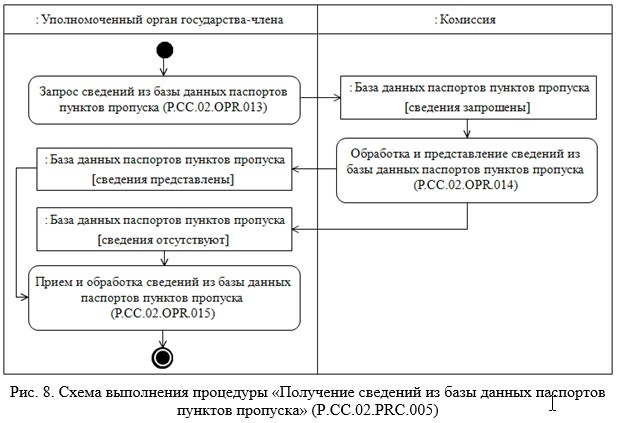 : Уполномоченный орган государства-члена
: Комиссия
Запрос сведений из базы данных паспортов
пунктов пропуска (P.CC.02.OPR.013)
: База данных паспортов пунктов пропуска
[сведения запрошены]
Обработка и представление сведений из
базы данных паспортов пунктов пропуска
(P.CC.02.OPR.014)
: База данных паспортов пунктов пропуска
[сведения представлены]
: База данных паспортов пунктов пропуска
[сведения отсутствуют]
Прием и обработка сведений из базы данных
паспортов пунктов пропуска
(P.CC.02.OPR.015)
Рис. 8. Схема выполнения процедуры «Получение сведений из базы данных паспортов
пунктов пропуска» (P.CC.02.PRC.005)